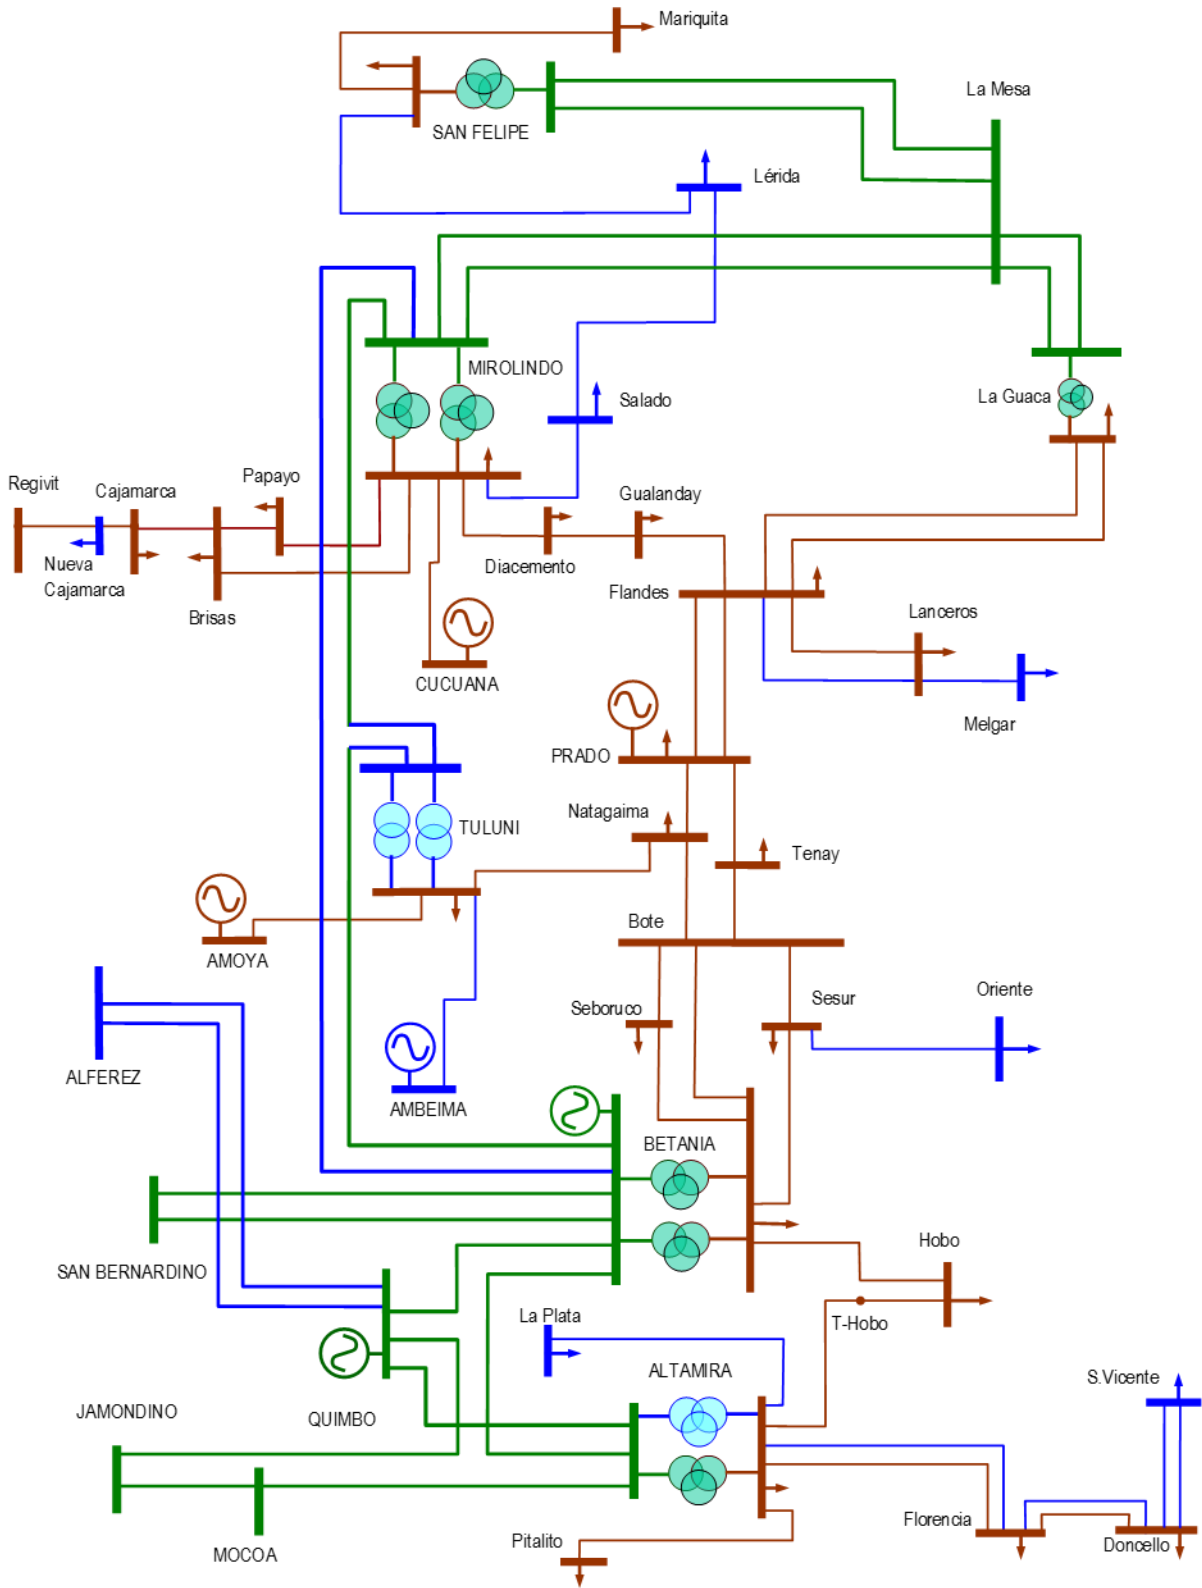 Mariquita
La Mesa
SAN FELIPE
Lérida
MIROLINDO
La Guaca
Salado
Regivit
Cajamarca
Papayo
Gualanday
Nueva
Cajamarca
Diacemento
Brisas
Flandes
Lanceros
CUCUANA
Melgar
PRADO
Natagaima
TULUNI
Tenay
Bote
AMOYA
Seboruco
Sesur
Oriente
ALFEREZ
AMBEIMA
BETANIA
Hobo
SAN BERNARDINO
La Plata
T-Hobo
ALTAMIRA
S.Vicente
JAMONDINO
QUIMBO
Florencia
Pitalito
Doncello
MOCOA